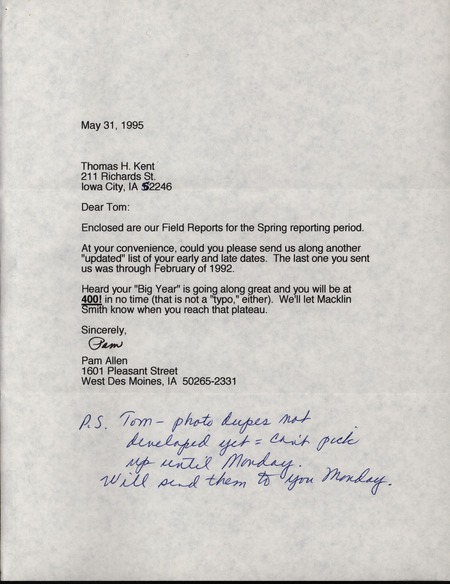 May 31, 1995
Thomas H. Kent
211 Richards St.
Iowa City, IA 52246
Dear Tom:
Enclosed are our Field Reports for the Spring reporting period.
At your convenience, could you please send us along another
"updated" list of your early and late dates. The last one you sent
us was through February of 1992.
Heard your "Big Year" is going along great and you will be at
400! in no time (that is not a "typo," either). We'll let Macklin
Smith know when you reach that plateau.
Sincerely,
Pam
Pam Allen
1601 Pleasant Street
West Des Moines, IA 50265-2331
P.S. Tom - photo dupes not
developed yet = Can't pick
up until Monday.
Will send them to you Monday.